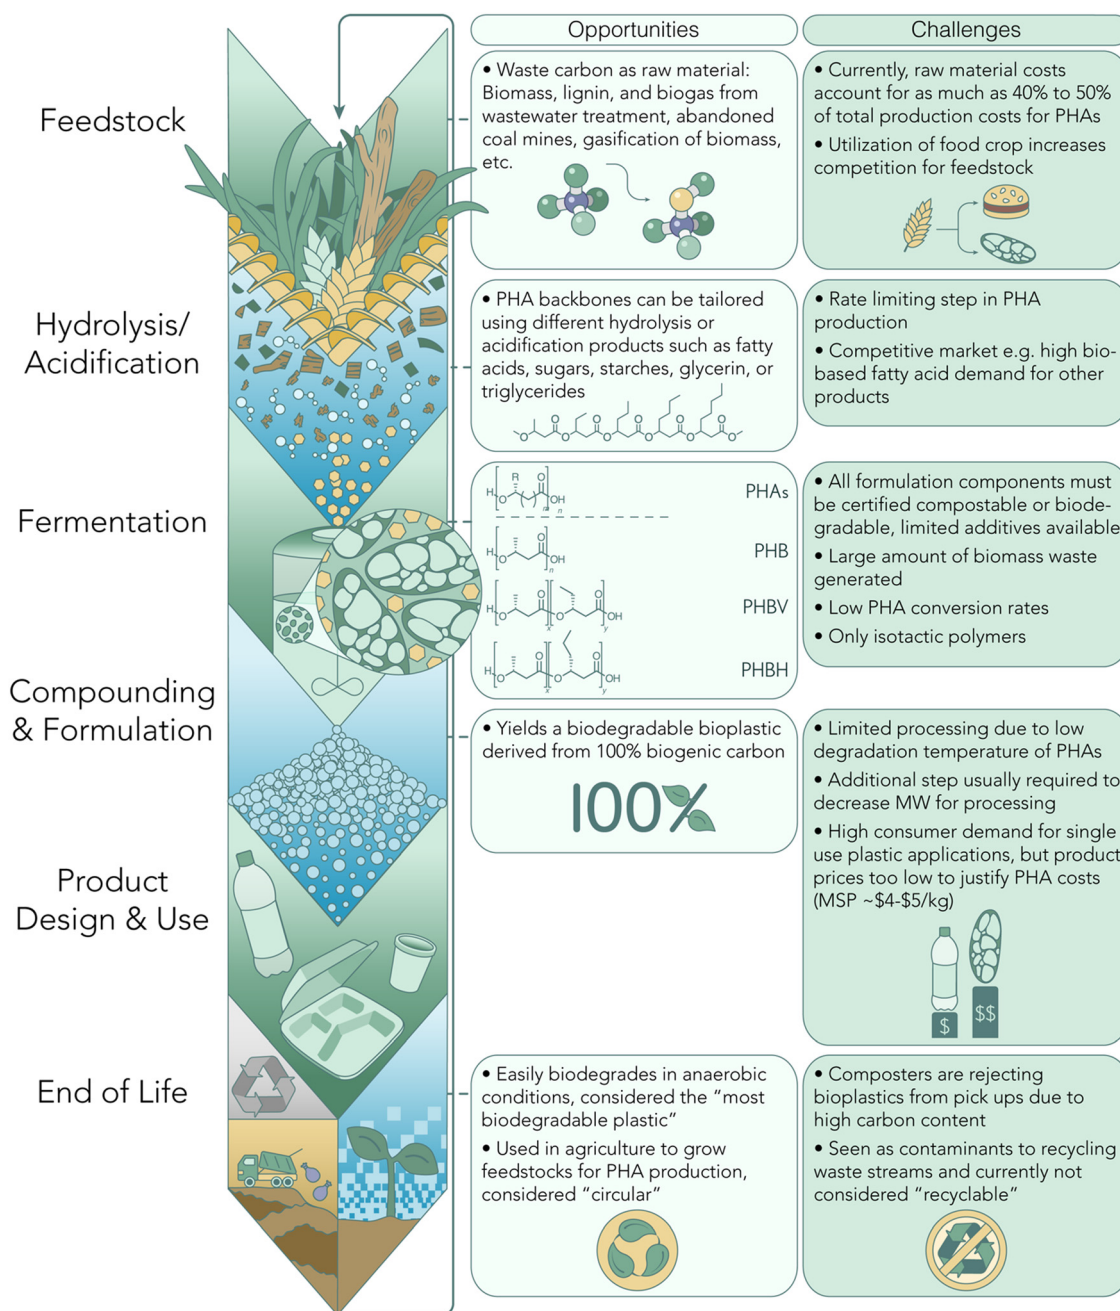 Opportunities
Challenges
Feedstock
• Waste carbon as raw material:
Biomass, lignin, and biogas from
wastewater treatment, abandoned
coal mines, gasification of biomass,
etc.
• Currently, raw material costs
account for as much as 40% to 50%
of total production costs for PHAs
• Utilization of food crop increases
competition for feedstock
Hydrolysis/
Acidification
• PHA backbones can be tailored
using different hydrolysis or
acidification products such as fatty
acids, sugars, starches, glycerin, or
triglycerides
O
O
O
O
O
O
O
O
O
O
O
• Rate limiting step in PHA
production
• Competitive market e.g. high bio-
based fatty acid demand for other
products
Fermentation
R
O
H
O
OH
m
n
PHAs
O
H
O
OH
n
PHB
O
O
H
O
O
OH
x
y
PHBV
O
O
H
O
O
OH
x
y
PHBH
• All formulation components must
be certified compostable or biode-
gradable, limited additives available
• Large amount of biomass waste
generated
• Low PHA conversion rates
• Only isotactic polymers
Compounding
& Formulation
• Yields a biodegradable bioplastic
derived from 100% biogenic carbon
100%
• Limited processing due to low
degradation temperature of PHAs
• Additional step usually required to
decrease MW for processing
• High consumer demand for single
use plastic applications, but product
prices too low to justify PHA costs
(MSP ~$4-$5/kg)
$
$$
Product
Design & Use
End of Life
• Easily biodegrades in anaerobic
conditions, considered the “most
biodegradable plastic”
• Used in agriculture to grow
feedstocks for PHA production,
considered “circular”
• Composters are rejecting
bioplastics from pick ups due to
high carbon content
• Seen as contaminants to recycling
waste streams and currently not
considered “recyclable”